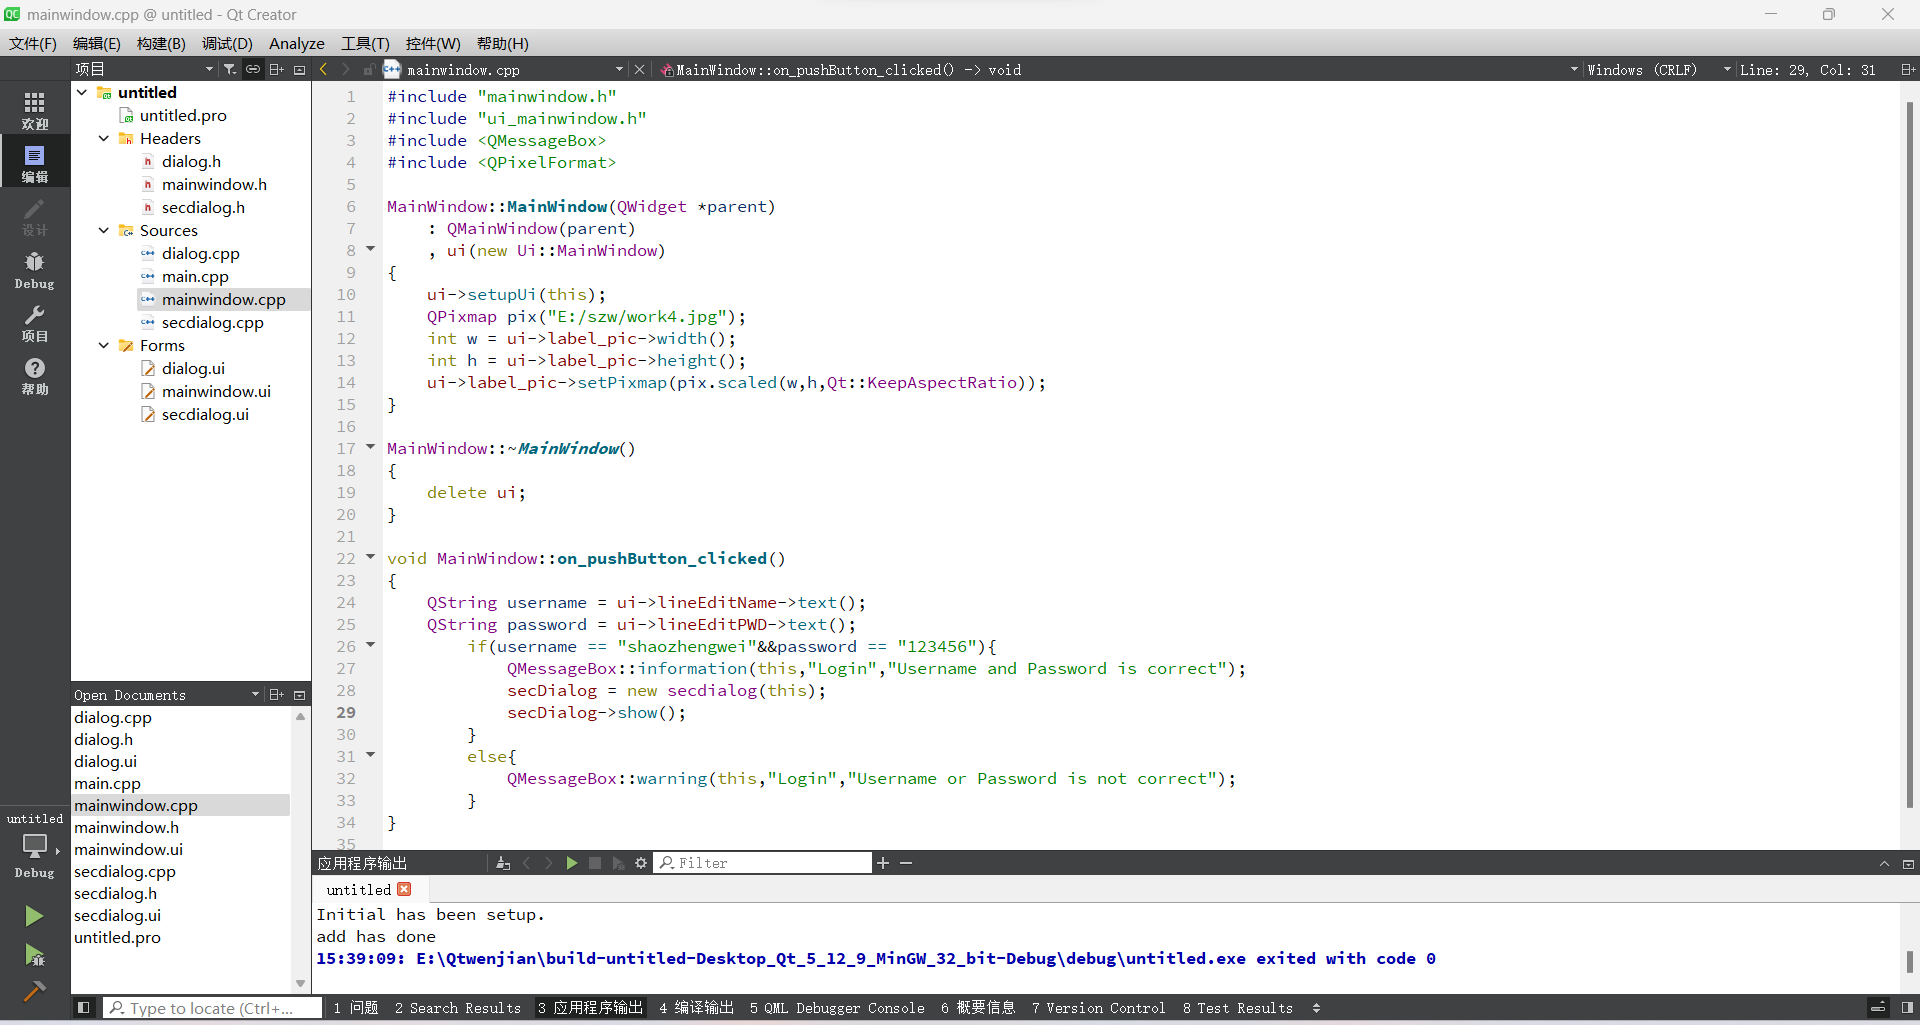 mainwindow.cpp @ untitled - Qt Creator
文件(F) 编辑(E) 构建(B) 调试(D) Analyze 工具(T) 控件(W) 帮助(H)
项目
mainwindow.cpp
MainWindow::on_pushButton_clicked() -> void
Windows (CRLF)
Line: 29, Col: 31
欢迎
编辑
设计
Debug
项目
帮助
untitled
Debug
untitled
untitled.pro
Headers
dialog.h
mainwindow.h
secdialog.h
Sources
dialog.cpp
main.cpp
mainwindow.cpp
secdialog.cpp
Forms
dialog.ui
mainwindow.ui
secdialog.ui
Open Documents
dialog.cpp
dialog.h
dialog.ui
main.cpp
mainwindow.cpp
mainwindow.h
mainwindow.ui
secdialog.cpp
secdialog.h
secdialog.ui
untitled.pro
1 #include "mainwindow.h"
2 #include "ui_mainwindow.h"
3 #include <QMessageBox>
4 #include <QPixelFormat>
5
6 MainWindow::MainWindow(QWidget *parent)
7     : QMainWindow(parent)
8     , ui(new Ui::MainWindow)
9 {
10     ui->setupUi(this);
11     QPixmap pix("E:/szw/work4.jpg");
12     int w = ui->label_pic->width();
13     int h = ui->label_pic->height();
14     ui->label_pic->setPixmap(pix.scaled(w,h,Qt::KeepAspectRatio));
15 }
16
17 MainWindow::~MainWindow()
18 {
19     delete ui;
20 }
21
22 void MainWindow::on_pushButton_clicked()
23 {
24     QString username = ui->lineEditName->text();
25     QString password = ui->lineEditPWD->text();
26         if(username == "shaozhengwei"&&password == "123456"){
27             QMessageBox::information(this,"Login","Username and Password is correct");
28             secDialog = new secdialog(this);
29             secDialog->show();
30         }
31         else{
32             QMessageBox::warning(this,"Login","Username or Password is not correct");
33         }
34 }
35
应用程序输出
Filter
untitled
Initial has been setup.
add has done
15:39:09: E:\Qtwenjian\build-untitled-Desktop_Qt_5_12_9_MinGW_32_bit-Debug\debug\untitled.exe exited with code 0
Type to locate (Ctrl+...
1 问题 2 Search Results 3 应用程序输出 4 编译输出 5 QML Debugger Console 6 概要信息 7 Version Control 8 Test Results